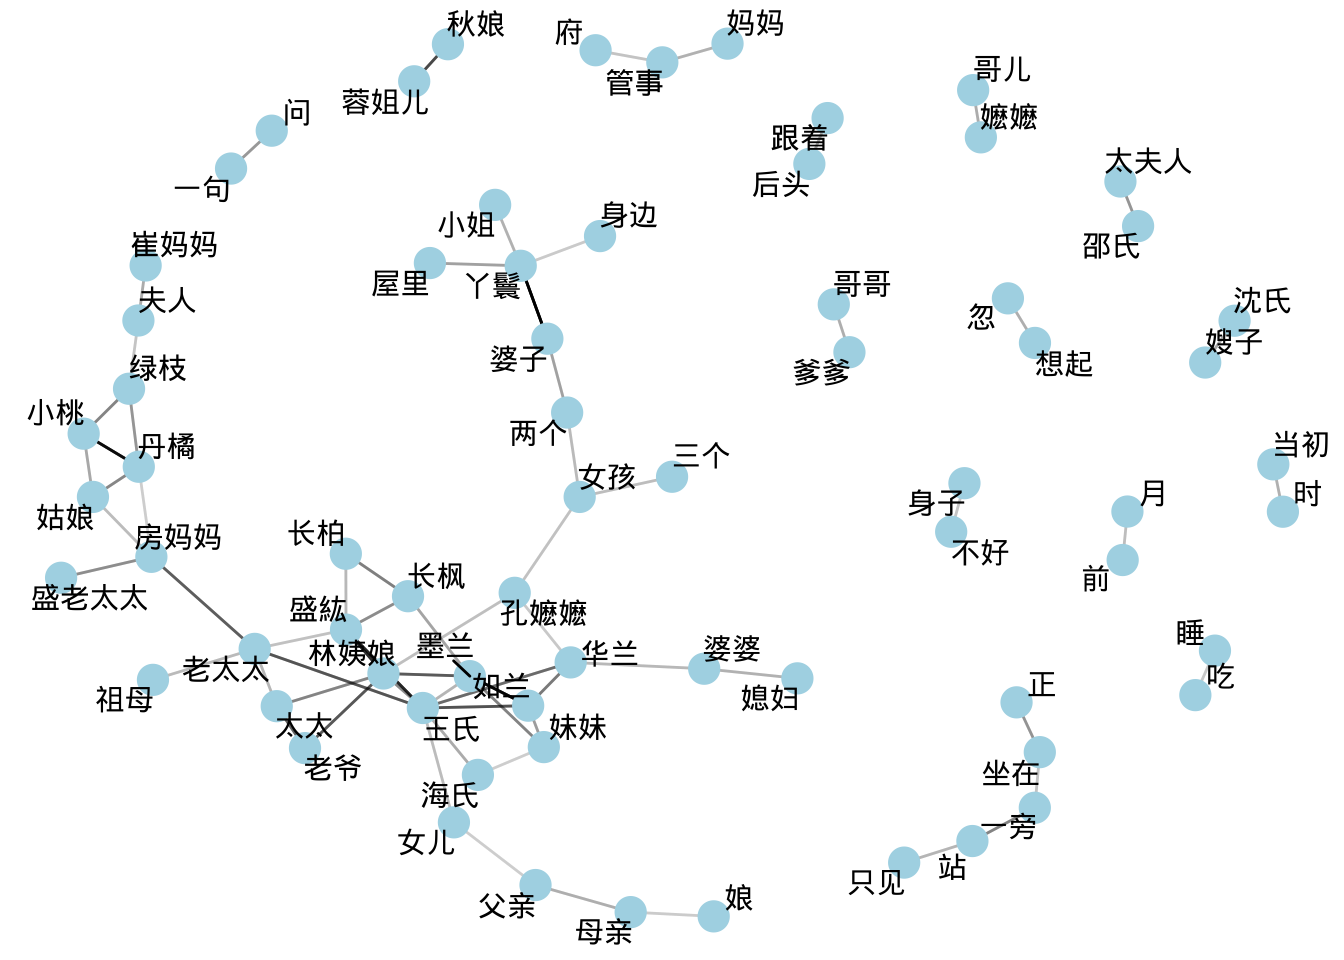 秋娘
府
妈妈
管事
哥儿
蓉姐儿
问
嬷嬷
跟着
太夫人
一句
后头
小姐
身边
崔妈妈
邵氏
屋里
丫鬟
哥哥
夫人
沈氏
忽
嫂子
婆子
想起
绿枝
爹爹
小桃
两个
丹橘
当初
三个
女孩
月
时
身子
姑娘
长柏
房妈妈
不好
长枫
前
盛老太太
盛紘
孔嬷嬷
睡
林姨娘
墨兰
华兰
婆婆
老太太
吃
祖母
如兰
正
媳妇
太太
王氏
妹妹
老爷
坐在
海氏
一旁
女儿
站
只见
父亲
娘
母亲